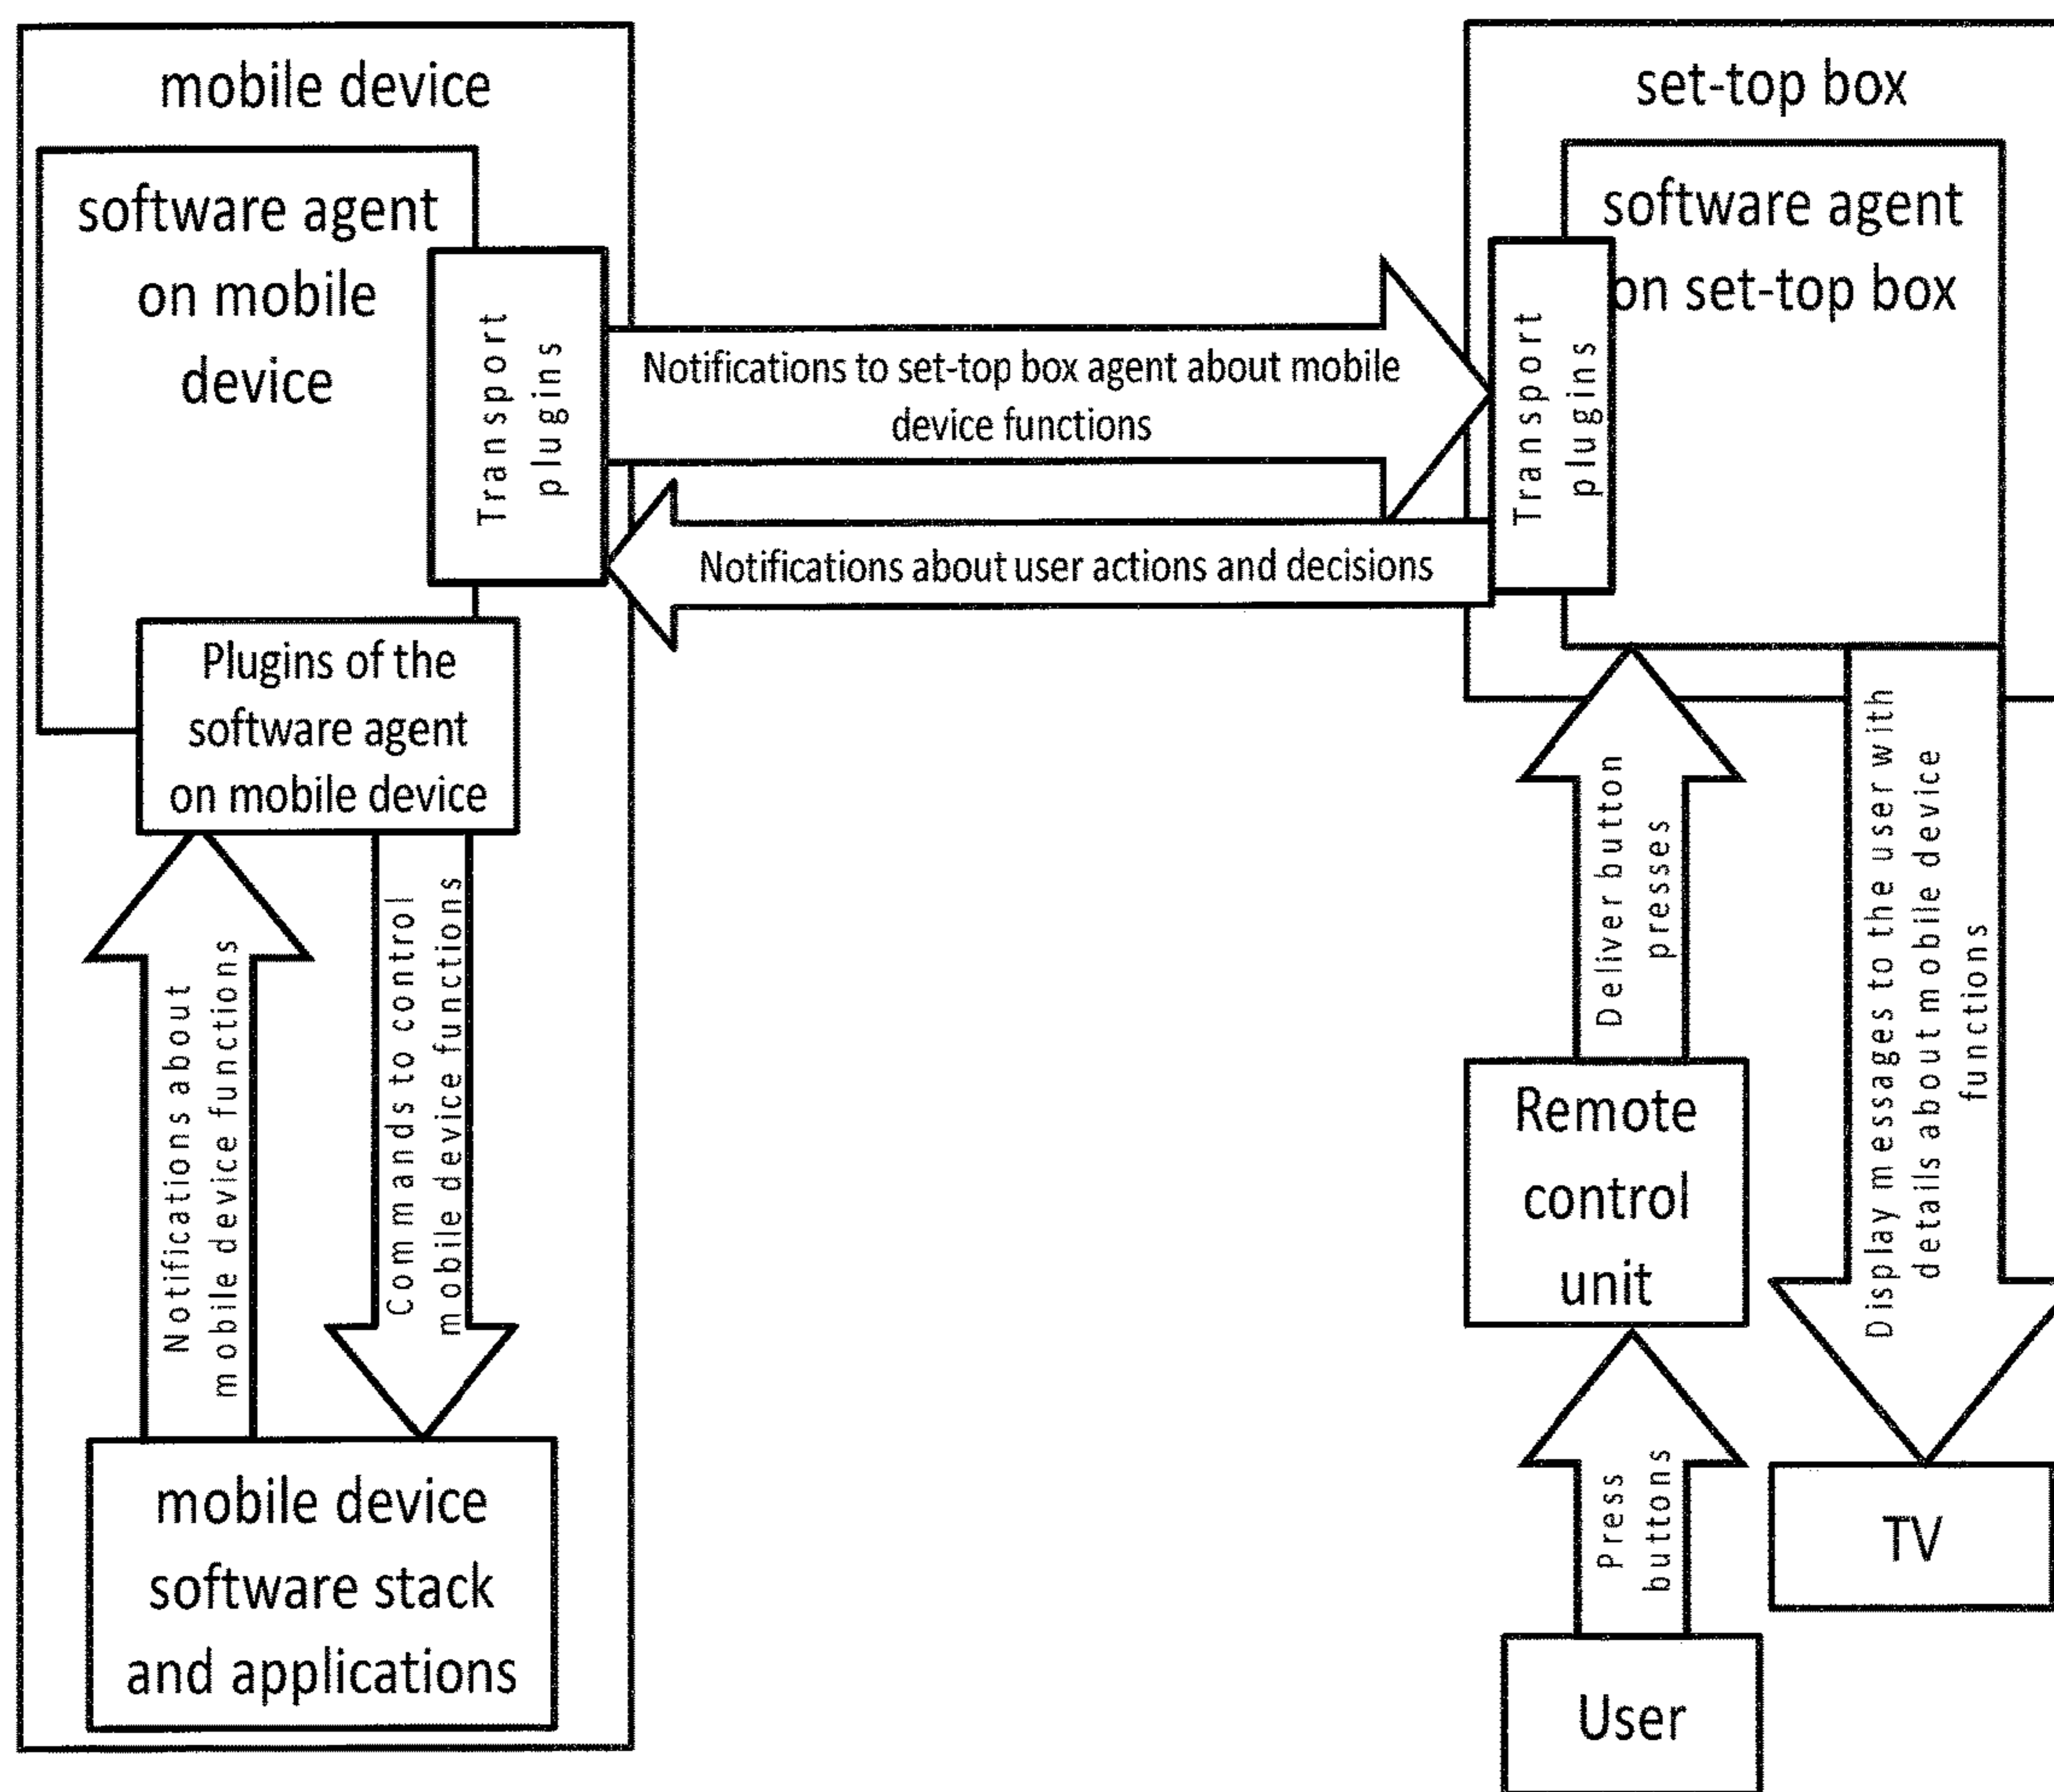 mobile device
software agent
on mobile
device
Transport
plugins
Plugins of the
software agent
on mobile device
Notifications about
mobile device functions
Commands to control
mobile device functions
mobile device
software stack
and applications
Notifications to set-top box agent about mobile
device functions
Notifications about user actions and decisions
set-top box
software agent
on set-top box
Transport
plugins
Deliver button
presses
Display messages to the user with
details about mobile device
functions
Remote
control
unit
Press
buttons
TV
User